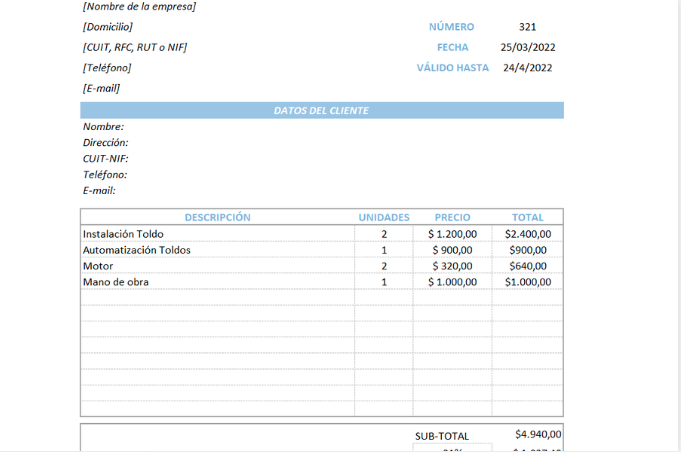 [Nombre de la empresa]
[Domicilio] NÚMERO 321
[CUIT, RFC, RUT o NIF] FECHA 25/03/2022
[Teléfono] VÁLIDO HASTA 24/4/2022
[E-mail]
DATOS DEL CLIENTE
Nombre:
Dirección:
CUIT-NIF:
Teléfono:
E-mail:
DESCRIPCIÓN UNIDADES PRECIO TOTAL
Instalación Toldo 2 $ 1.200,00 $2.400,00
Automatización Toldos 1 $ 900,00 $900,00
Motor 2 $ 320,00 $640,00
Mano de obra 1 $ 1.000,00 $1.000,00
SUB-TOTAL $4.940,00